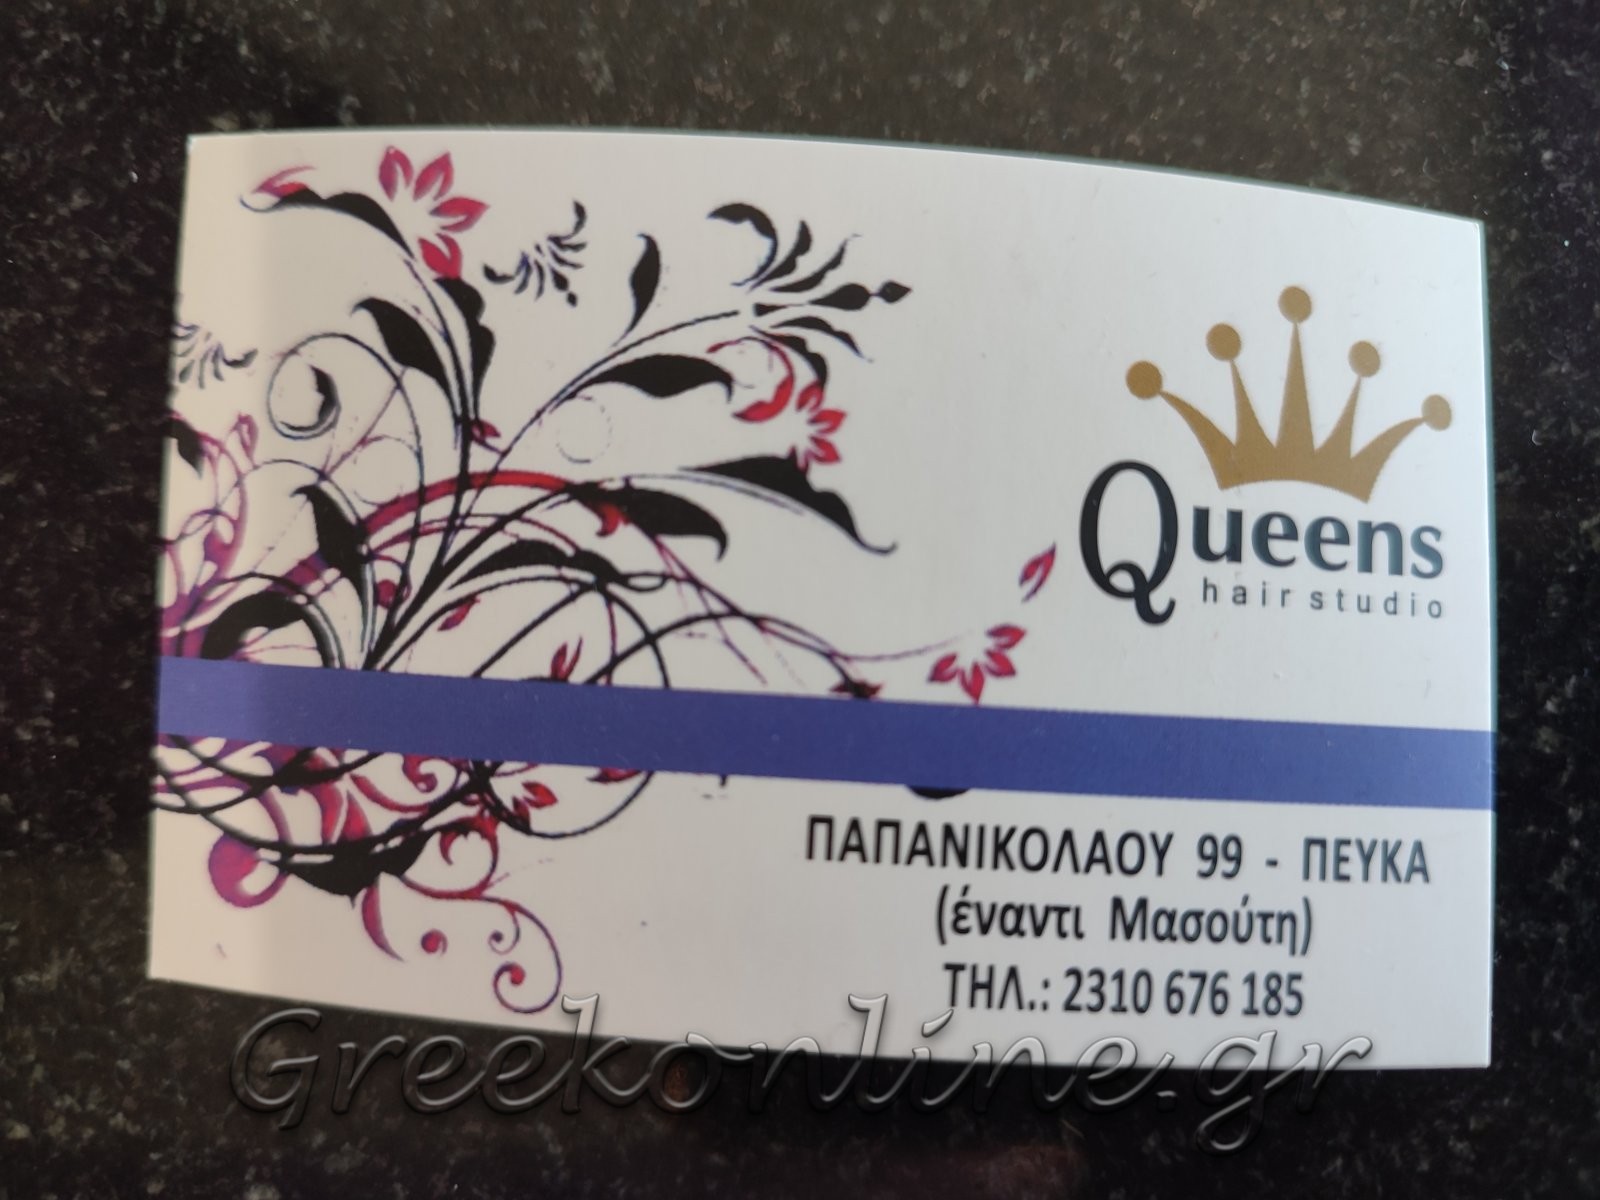 Queens
hair studio
ΠΑΠΑΝΙΚΟΛΑΟΥ 99 - ΠΕΥΚΑ
(έναντι Μασούτη)
ΤΗΛ.: 2310 676 185
Greekonline.gr